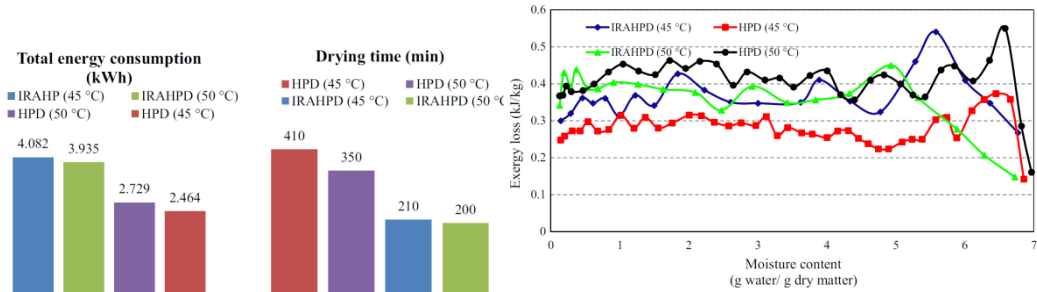 Total energy consumption
(kWh)
IRAHP (45 °C) IRAHPD (50 °C)
HPD (50 °C) HPD (45 °C)
4.082
3.935
2.729
2.464
Drying time (min)
HPD (45 °C) HPD (50 °C)
IRAHPD (45 °C) IRAHPD (50 °C
410
350
210
200
IRAHPD (45 °C) HPD (45 °C)
IRAHPD (50 °C) HPD (50 °C)
Exergy loss (kJ/kg)
0.6
0.5
0.4
0.3
0.2
0.1
0
0 1 2 3 4 5 6 7
Moisture content
(g water/ g dry matter)